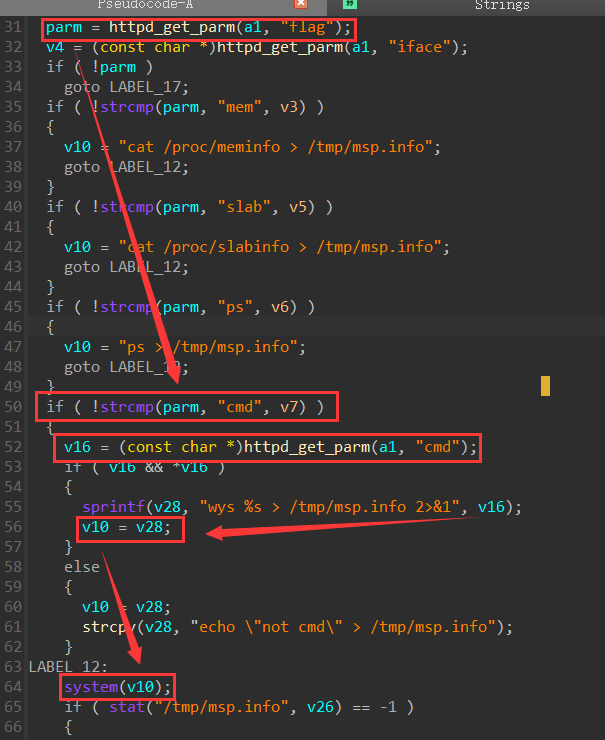 Pseudocode-A
Strings
31 parm = httpd_get_parm(a1, "flag");
32 v4 = (const char *)httpd_get_parm(a1, "iface");
33 if ( !parm )
34 goto LABEL_17;
35 if ( !strcmp(parm, "mem", v3) )
36 {
37 v10 = "cat /proc/meminfo > /tmp/msp.info";
38 goto LABEL_12;
39 }
40 if ( !strcmp(parm, "slab", v5) )
41 {
42 v10 = "cat /proc/slabinfo > /tmp/msp.info";
43 goto LABEL_12;
44 }
45 if ( !strcmp(parm, "ps", v6) )
46 {
47 v10 = "ps > /tmp/msp.info";
48 goto LABEL_12;
49 }
50 if ( !strcmp(parm, "cmd", v7) )
51 {
52 v16 = (const char *)httpd_get_parm(a1, "cmd");
53 if ( v16 && *v16 )
54 {
55 sprintf(v28, "wys %s > /tmp/msp.info 2>&1", v16);
56 v10 = v28;
57 }
58 else
59 {
60 v10 = v28;
61 strcpy(v28, "echo \"not cmd\" > /tmp/msp.info");
62 }
63 LABEL_12:
64 system(v10);
65 if ( stat("/tmp/msp.info", v26) == -1 )
66 {